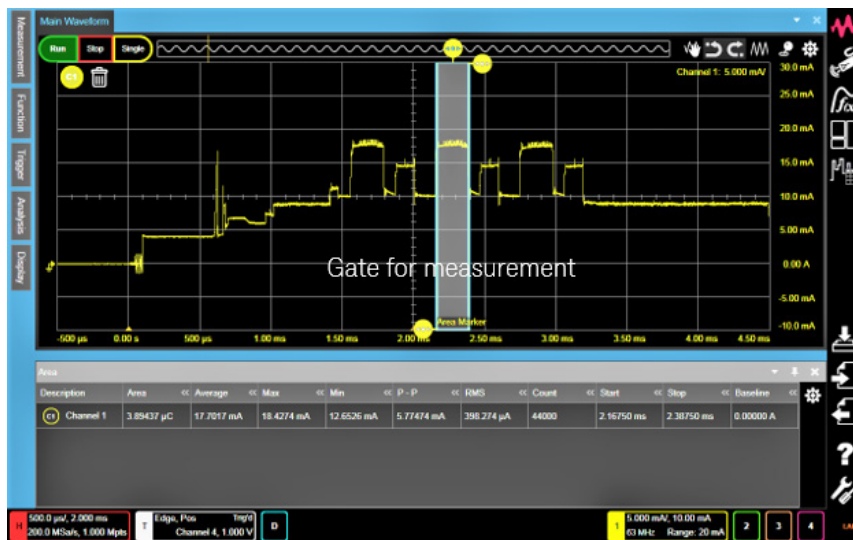 Main Waveform
Measurement
Function
Trigger
Analysis
Display
Run Stop Single
C1
Channel 1: 5.000 mA/
30.0 mA
25.0 mA
20.0 mA
15.0 mA
10.0 mA
5.00 mA
0.00 A
-5.00 mA
-10.0 mA
Gate for measurement
Area Marker
-500 µs 0.00 s 500 µs 1.00 ms 1.50 ms 2.00 ms 2.50 ms 3.00 ms 3.50 ms 4.00 ms 4.50 ms
Area
Description Area Average Max Min P - P RMS Count Start Stop Baseline
C1 Channel 1 3.89437 µC 17.7017 mA 18.4274 mA 12.6526 mA 5.77474 mA 398.274 µA 44000 2.16750 ms 2.38750 ms 0.00000 A
H 500.0 µs/, 2.000 ms
200.0 MSa/s, 1.000 Mpts
T Edge, Pos Trig'd
Channel 4, 1.000 V
D
1 5.000 mA/, 10.00 mA
63 MHz Range: 20 mA
2 3 4